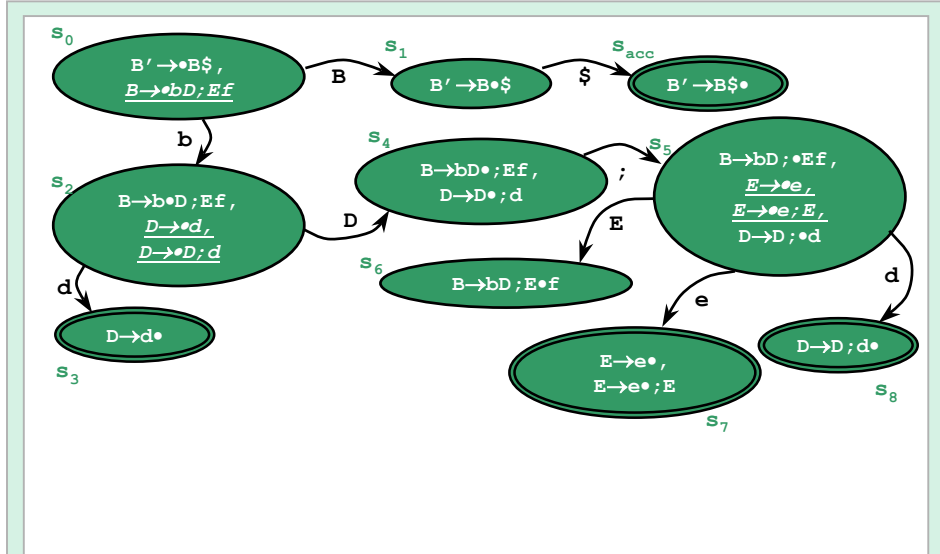 s0
B′→•B$,
B→•bD;Ef
B
s1
B′→B•$
$
sacc
B′→B$•
b
s2
B→b•D;Ef,
D→•d,
D→•D;d
D
s4
B→bD•;Ef,
D→D•;d
;
s5
B→bD;•Ef,
E→•e,
E→•e;E,
D→D;•d
E
s6
B→bD;E•f
d
D→d•
s3
e
E→e•,
E→e•;E
s7
d
D→D;d•
s8